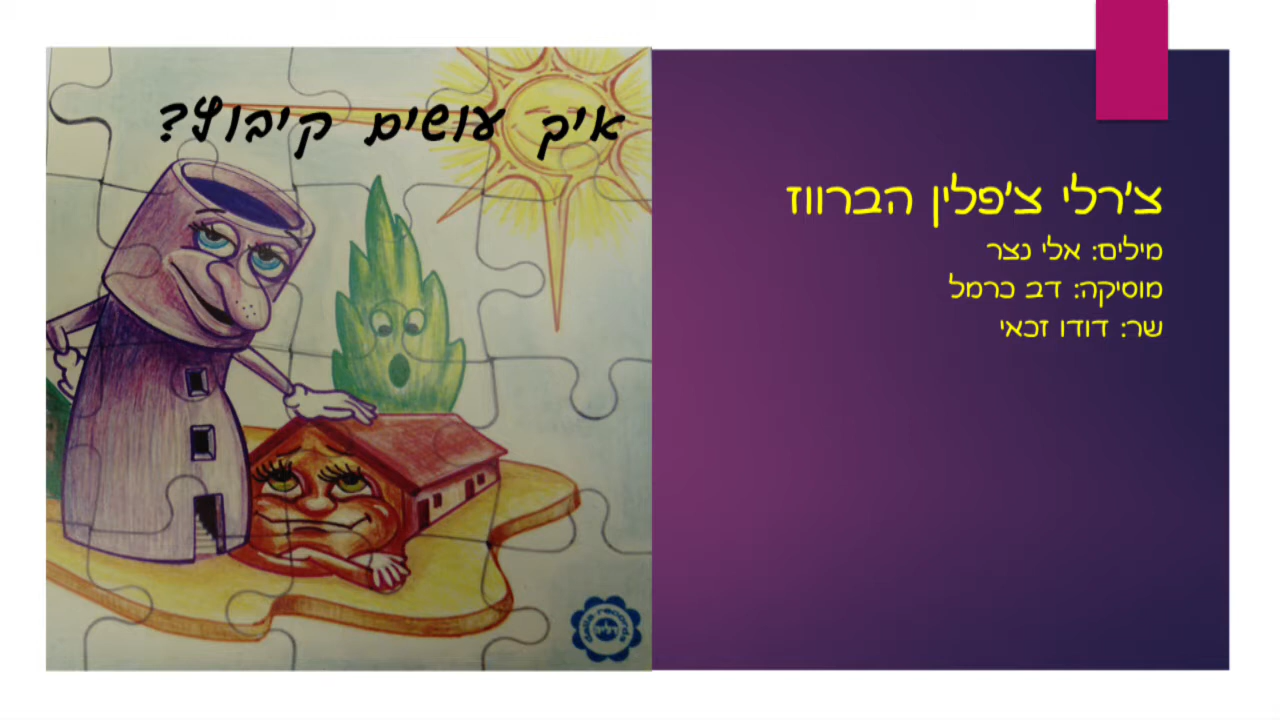 איך עושים קיבוץ?
צ'רלי צ'פלין הברווז
מילים: אלי נצר
מוסיקה: דב כרמל
שר: דודו זכאי